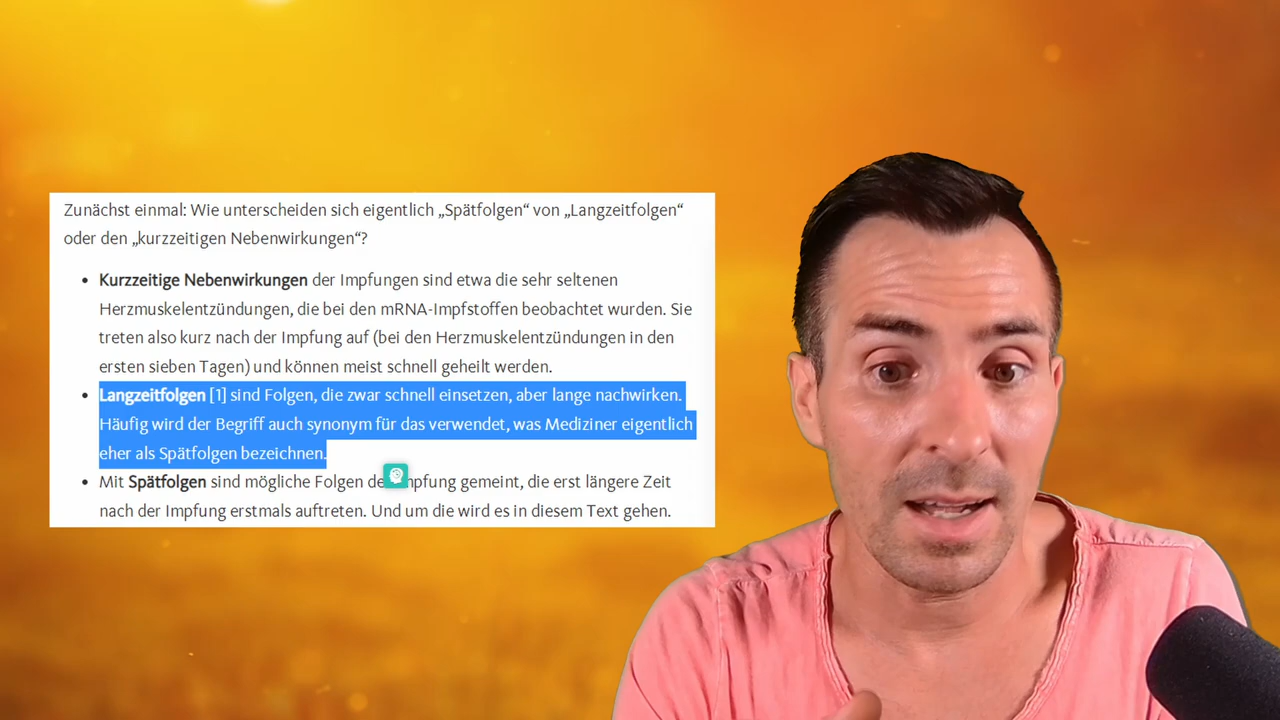 Zunächst einmal: Wie unterscheiden sich eigentlich „Spätfolgen“ von „Langzeitfolgen“
oder den „kurzzeitigen Nebenwirkungen“?
• Kurzzeitige Nebenwirkungen der Impfungen sind etwa die sehr seltenen
Herzmuskelentzündungen, die bei den mRNA-Impfstoffen beobachtet wurden. Sie
treten also kurz nach der Impfung auf (bei den Herzmuskelentzündungen in den
ersten sieben Tagen) und können meist schnell geheilt werden.
• Langzeitfolgen [1] sind Folgen, die zwar schnell einsetzen, aber lange nachwirken.
Häufig wird der Begriff auch synonym für das verwendet, was Mediziner eigentlich
eher als Spätfolgen bezeichnen.
• Mit Spätfolgen sind mögliche Folgen gemeint, die erst längere Zeit
nach der Impfung erstmals auftreten. Und um die wird es in diesem Text gehen.